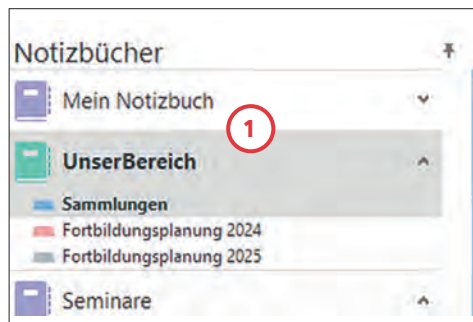 Notizbücher
Mein Notizbuch
1
UnserBereich
Sammlungen
Fortbildungsplanung 2024
Fortbildungsplanung 2025
Seminare